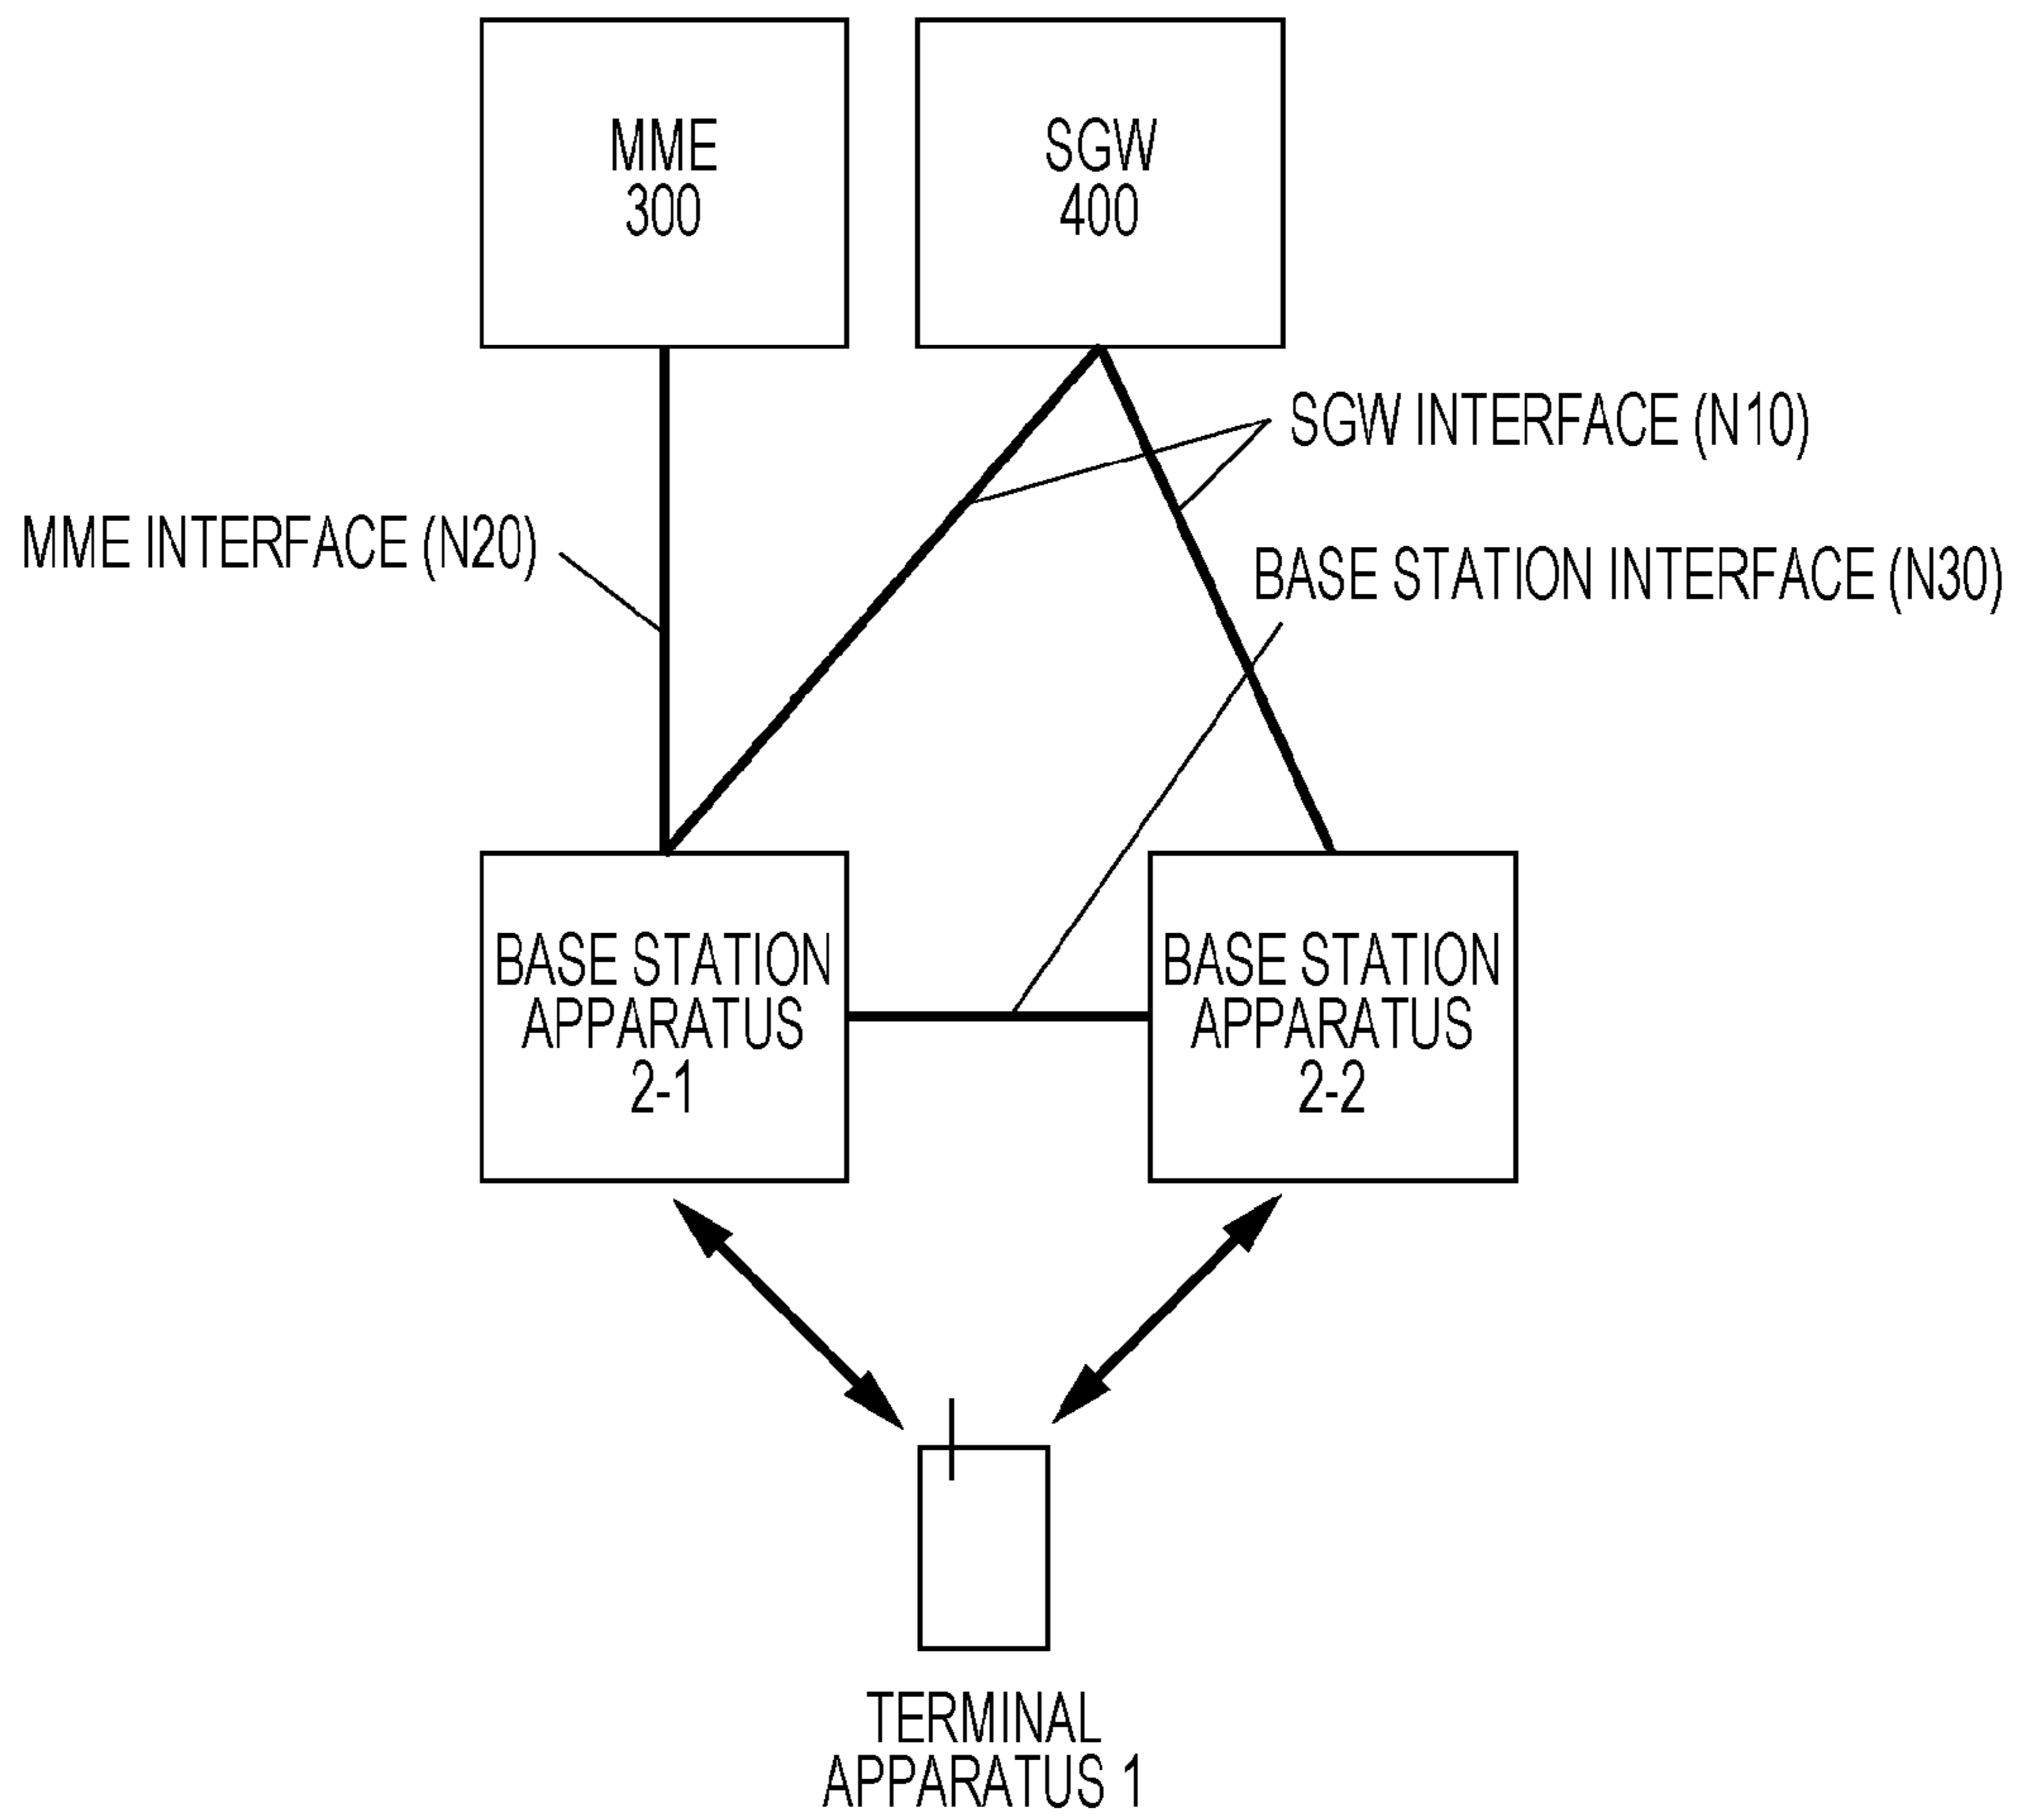 MME
300
SGW
400
SGW INTERFACE (N10)
MME INTERFACE (N20)
BASE STATION INTERFACE (N30)
BASE STATION
APPARATUS
2-1
BASE STATION
APPARATUS
2-2
TERMINAL
APPARATUS 1